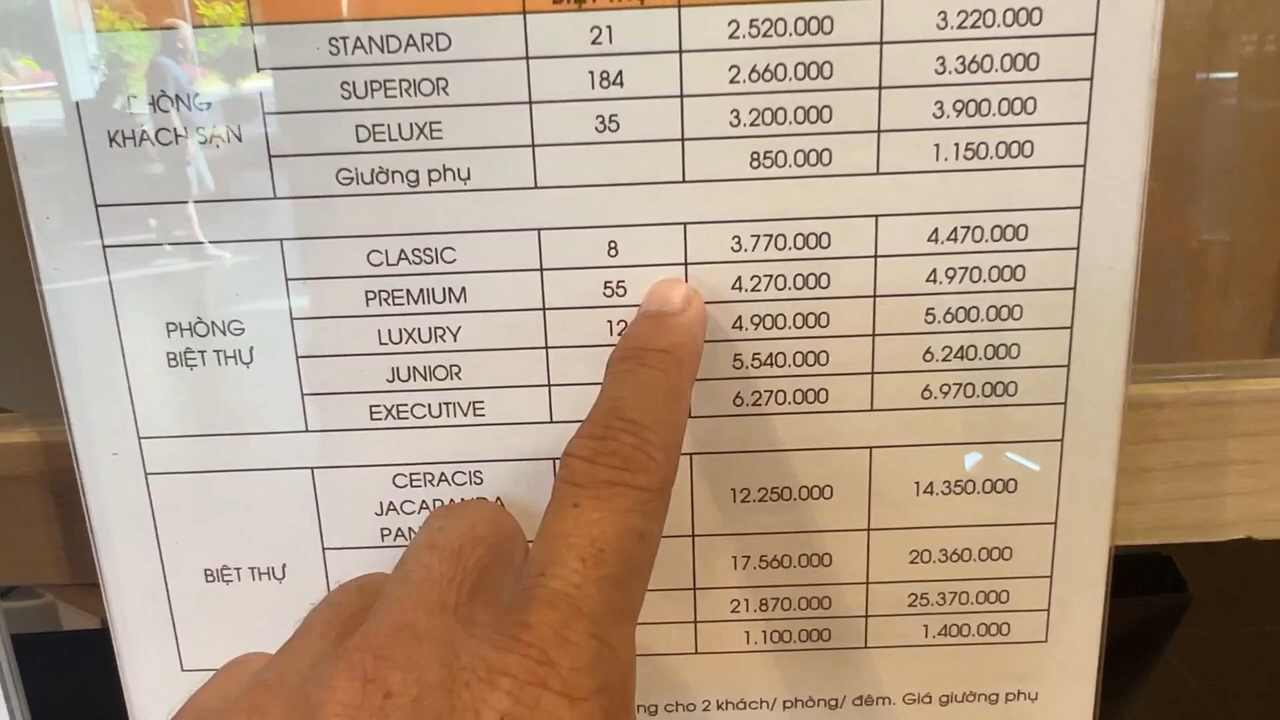 STANDARD 21 2.520.000 3.220.000
SUPERIOR 184 2.660.000 3.360.000
PHÒNG
KHÁCH SẠN
DELUXE 35 3.200.000 3.900.000
Giường phụ 850.000 1.150.000
CLASSIC 8 3.770.000 4.470.000
PREMIUM 55 4.270.000 4.970.000
PHÒNG
BIỆT THỰ
LUXURY 12 4.900.000 5.600.000
JUNIOR 5.540.000 6.240.000
EXECUTIVE 6.270.000 6.970.000
CERACIS
JACARANDA
12.250.000 14.350.000
BIỆT THỰ
17.560.000 20.360.000
21.870.000 25.370.000
1.100.000 1.400.000
cho 2 khách/ phòng/ đêm. Giá giường phụ